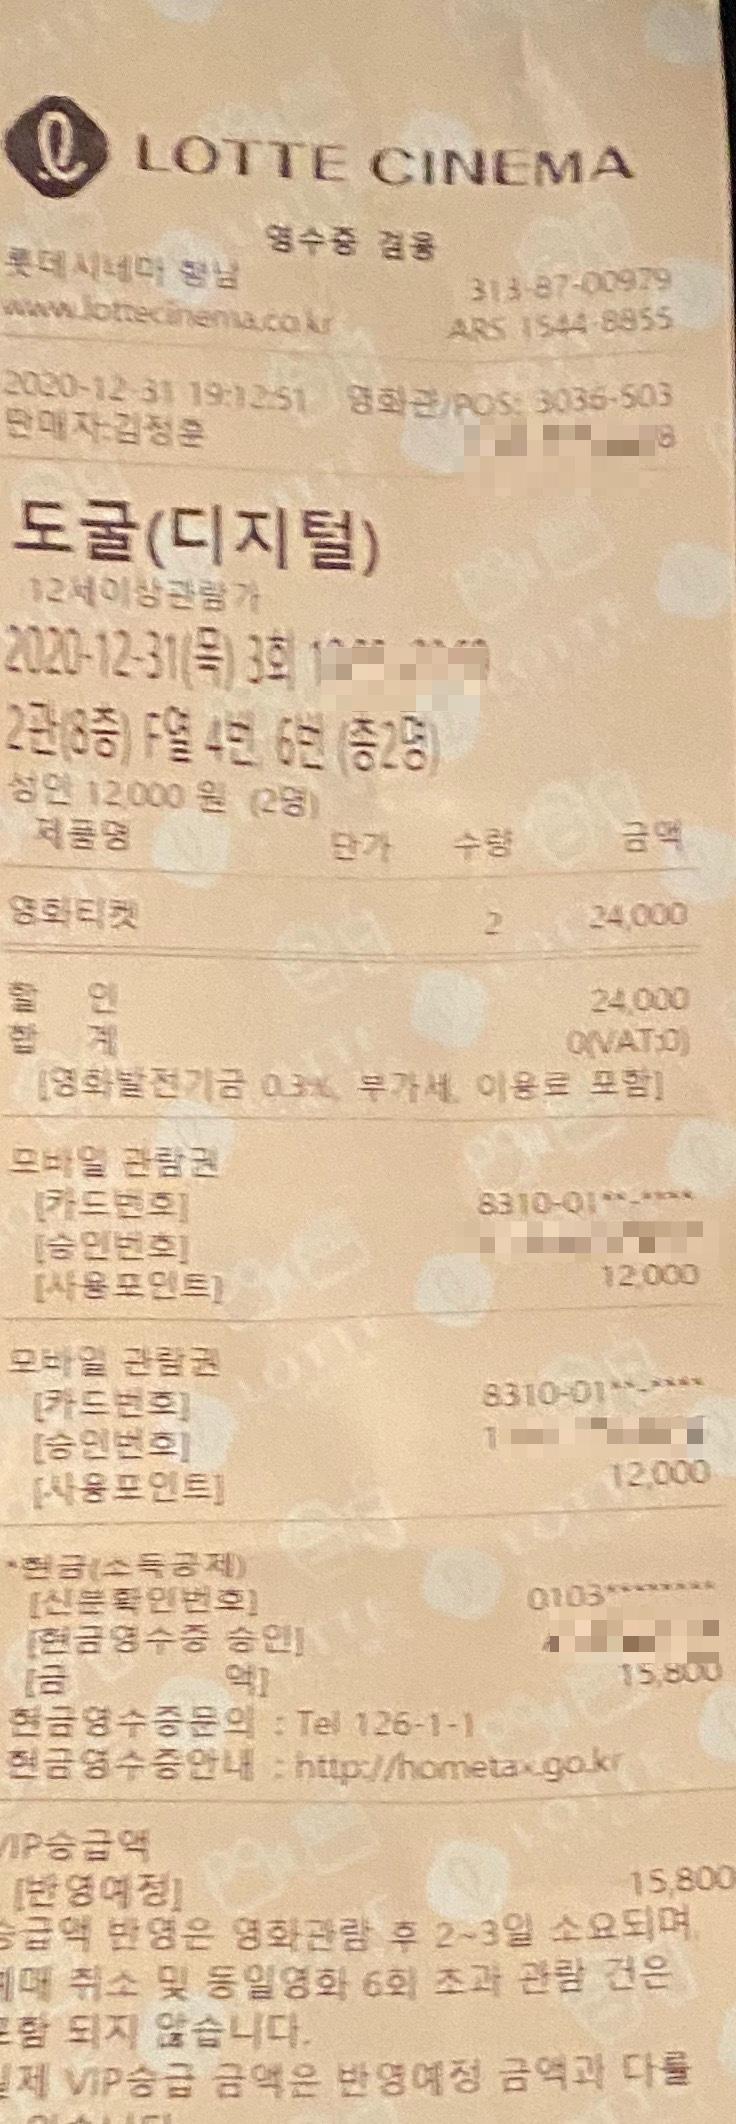 LOTTE CINEMA
영수증 겸용
롯데시네마 향남 313-87-00979
www.lottecinema.co.kr ARS 1544-8855
2020-12-31 19:12:51 영화관/POS: 3036-503
판매자:김정훈 8
도굴(디지털)
12세이상관람가
2020-12-31(목) 3회
2관(8층) F열 4번, 6번 (총2명)
성인 12,000 원 (2명)
제품명 단가 수량 금액
영화티켓 2 24,000
할 인 24,000
합 계 0(VAT:0)
[영화발전기금 0.3%, 부가세, 이용료 포함]
모바일 관람권
[카드번호] 8310-01**-****
[승인번호]
[사용포인트] 12,000
모바일 관람권
[카드번호] 8310-01**-****
[승인번호] 1
[사용포인트] 12,000
*현금(소득공제)
[신분확인번호] 0103********
[현금영수증 승인]
[금 액] 15,800
현금영수증문의 : Tel 126-1-1
현금영수증안내 : http://hometax.go.kr
VIP승급액
[반영예정] 15,800
승급액 반영은 영화관람 후 2~3일 소요되며,
예매 취소 및 동일영화 6회 초과 관람 건은
포함 되지 않습니다.
실제 VIP승급 금액은 반영예정 금액과 다를